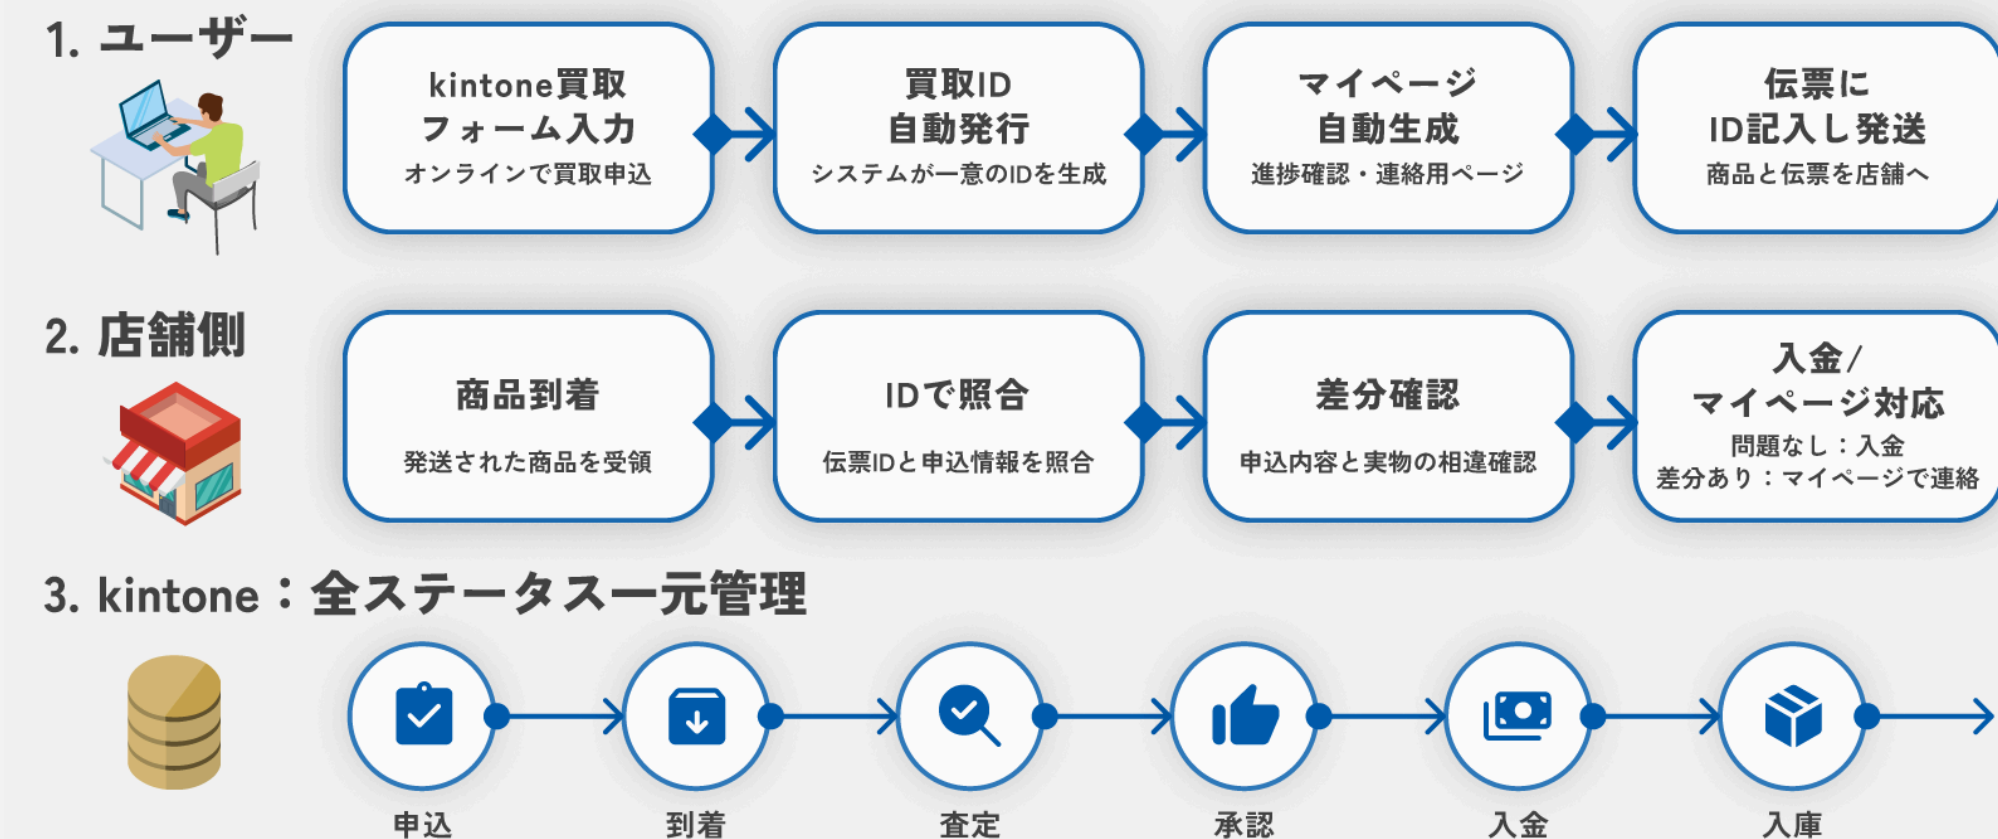 1. ユーザー
kintone買取
フォーム入力
オンラインで買取申込
買取ID
自動発行
システムが一意のIDを生成
マイページ
自動生成
進捗確認・連絡用ページ
伝票に
ID記入し発送
商品と伝票を店舗へ
2. 店舗側
商品到着
発送された商品を受領
IDで照合
伝票IDと申込情報を照合
差分確認
申込内容と実物の相違確認
入金/
マイページ対応
問題なし：入金
差分あり：マイページで連絡
3. kintone：全ステータス一元管理
申込
到着
査定
承認
入金
入庫